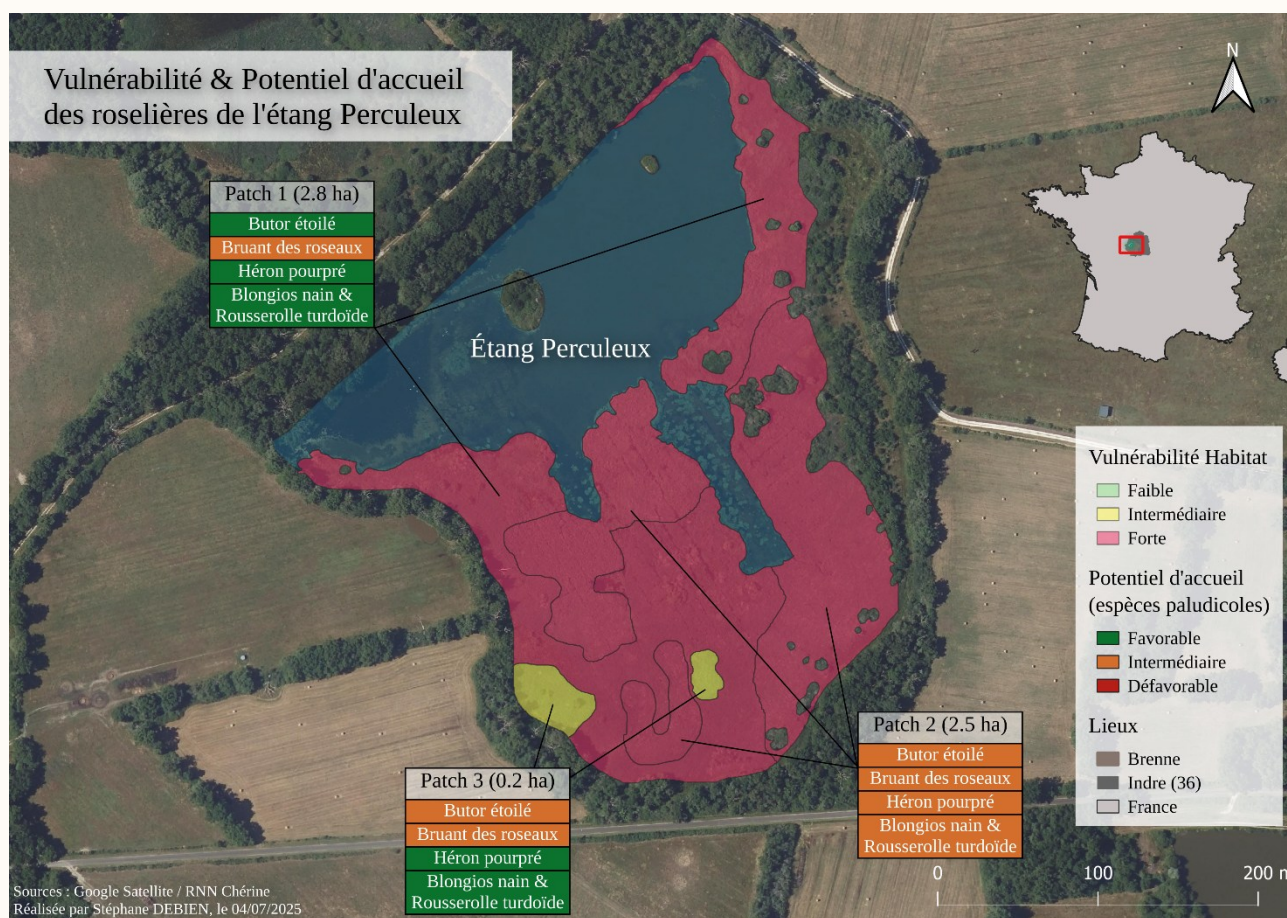 Vulnérabilité & Potentiel d'accueil
des roselières de l'étang Perculeux
N
Patch 1 (2.8 ha)
Butor étoilé
Bruant des roseaux
Héron pourpré
Blongios nain &
Rousserolle turdoïde
Étang Perculeux
Vulnérabilité Habitat
Faible
Intermédiaire
Forte
Potentiel d'accueil
(espèces paludicoles)
Favorable
Intermédiaire
Défavorable
Lieux
Brenne
Indre (36)
France
Patch 2 (2.5 ha)
Butor étoilé
Bruant des roseaux
Héron pourpré
Blongios nain &
Rousserolle turdoïde
Patch 3 (0.2 ha)
Butor étoilé
Bruant des roseaux
Héron pourpré
Blongios nain &
Rousserolle turdoïde
0 100 200 m
Sources : Google Satellite / RNN Chérine
Réalisée par Stéphane DEBIEN, le 04/07/2025